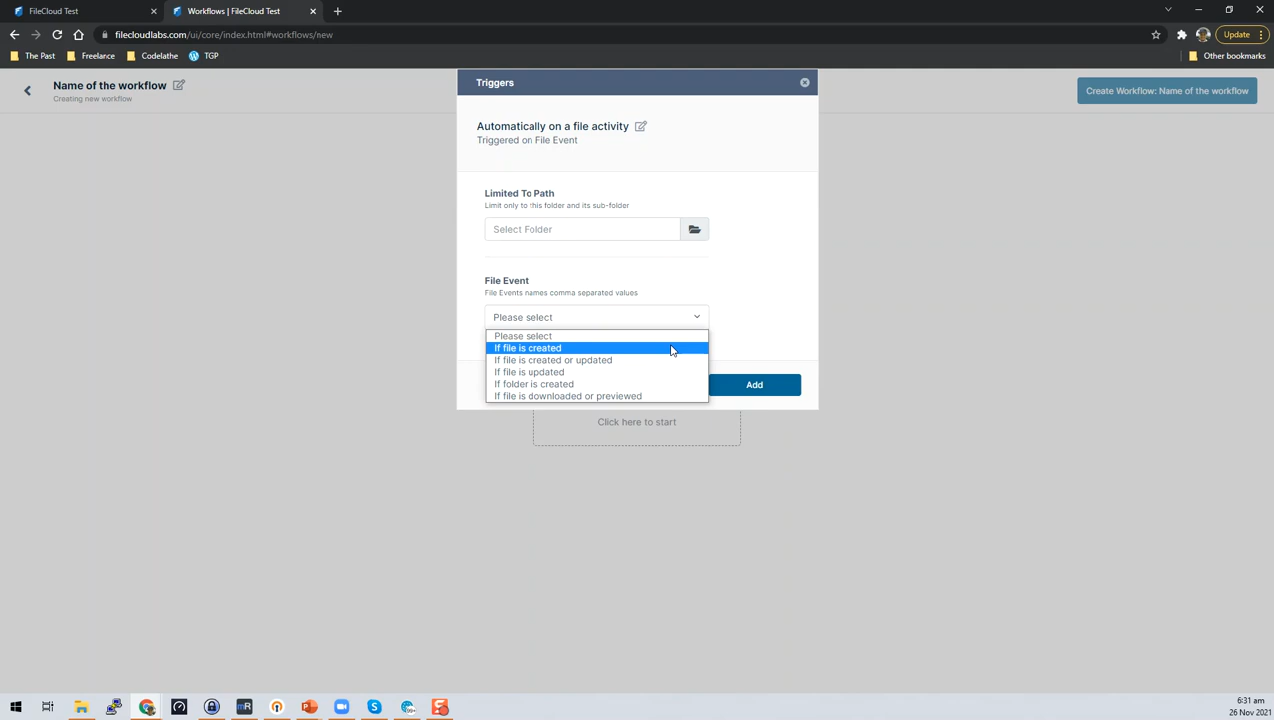 FileCloud Test
Workflows | FileCloud Test
filecloudlabs.com/ui/core/index.html#workflows/new
Update
The Past
Freelance
Codelathe
TGP
Other bookmarks
Name of the workflow
Creating new workflow
Create Workflow: Name of the workflow
Triggers
Automatically on a file activity
Triggered on File Event
Limited To Path
Limit only to this folder and its sub-folder
Select Folder
File Event
File Events names comma separated values
Please select
Please select
If file is created
If file is created or updated
If file is updated
If folder is created
If file is downloaded or previewed
Add
Click here to start
mR
99+
6:31 am
26 Nov 2021